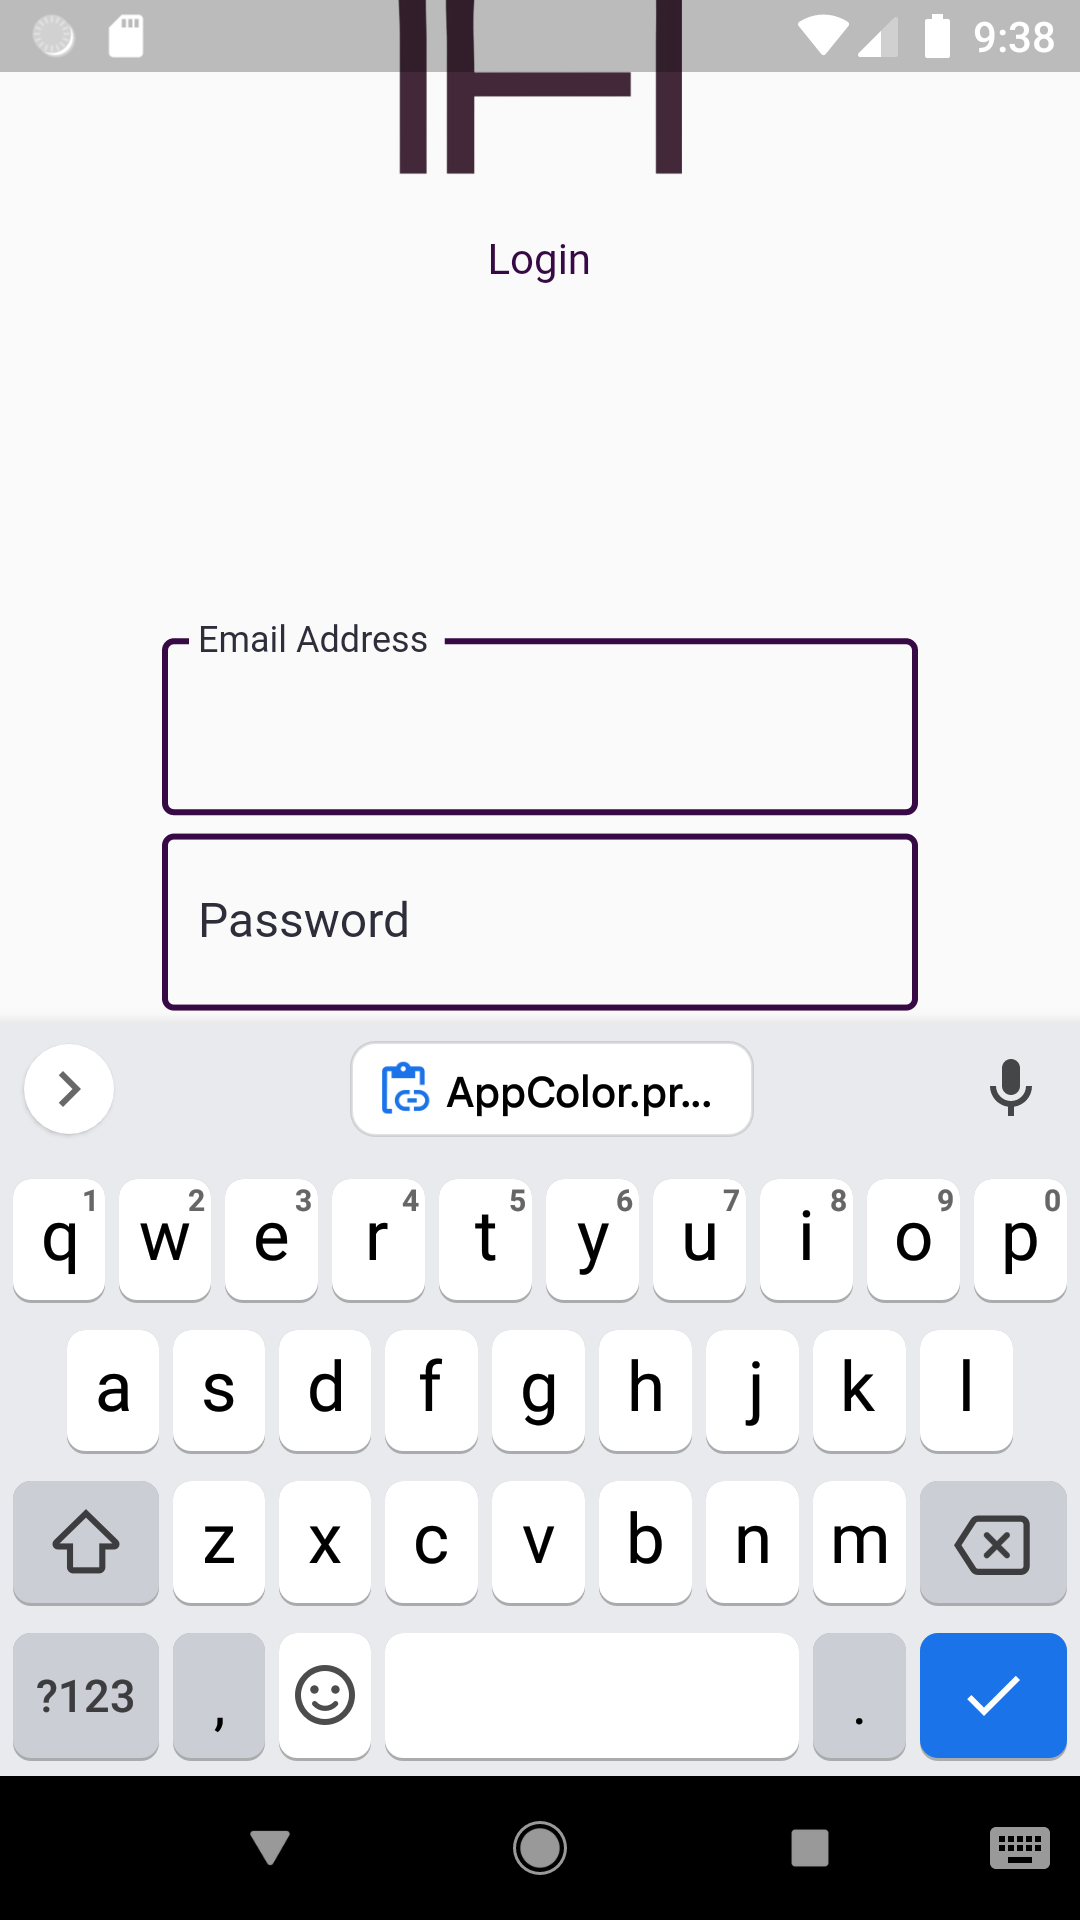 9:38
Login
Email Address
Password
AppColor.pr...
q 1 w 2 e 3 r 4 t 5 y 6 u 7 i 8 o 9 p 0
a s d f g h j k l
z x c v b n m
?123 , .